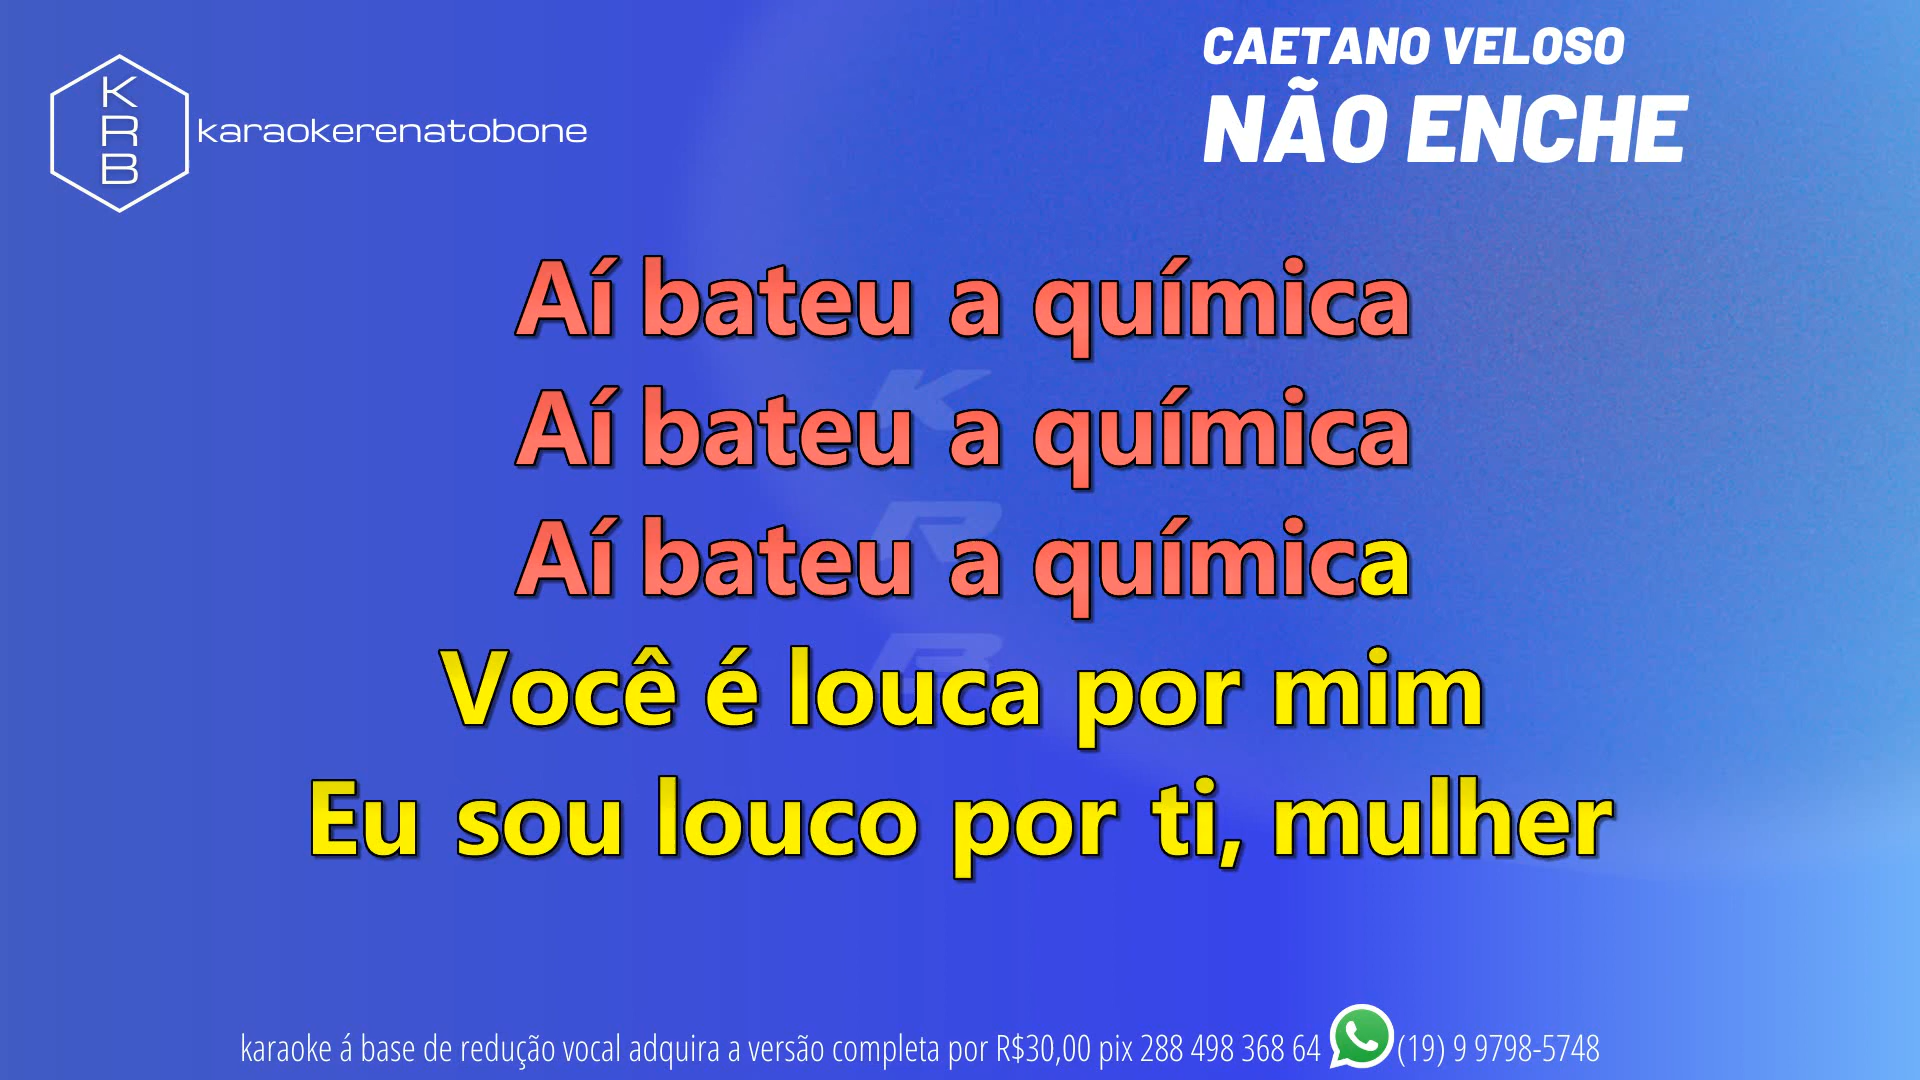 K
R
B
karaokerenatobone
CAETANO VELOSO
NÃO ENCHE
Aí bateu a química
Aí bateu a química
Aí bateu a química
Você é louca por mim
Eu sou louco por ti, mulher
K
R
B
karaoke á base de redução vocal adquira a versão completa por R$30,00 pix 288 498 368 64 (19) 9 9798-5748